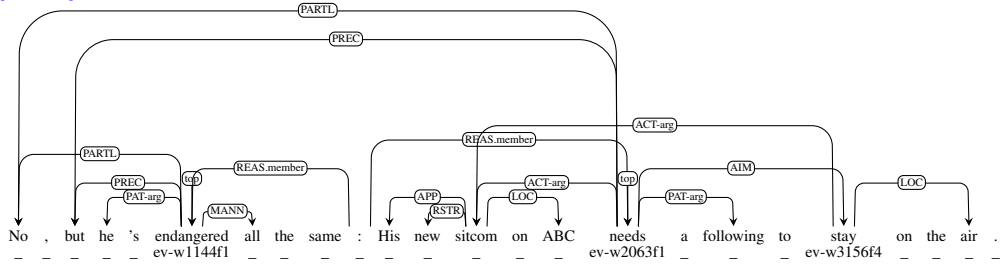 PARTL
PREC
ACT-arg
REAS.member
PARTL
REAS.member
AIM
top
top
PREC
ACT-arg
LOC
PAT-arg
APP
LOC
PAT-arg
MANN
RSTR
No , but he 's endangered all the same : His new sitcom on ABC needs a following to stay on the air .
_ _ _ _ _ ev-w1144f1 _ _ _ _ _ _ _ _ _ ev-w2063f1 _ _ _ ev-w3156f4 _ _ _ _